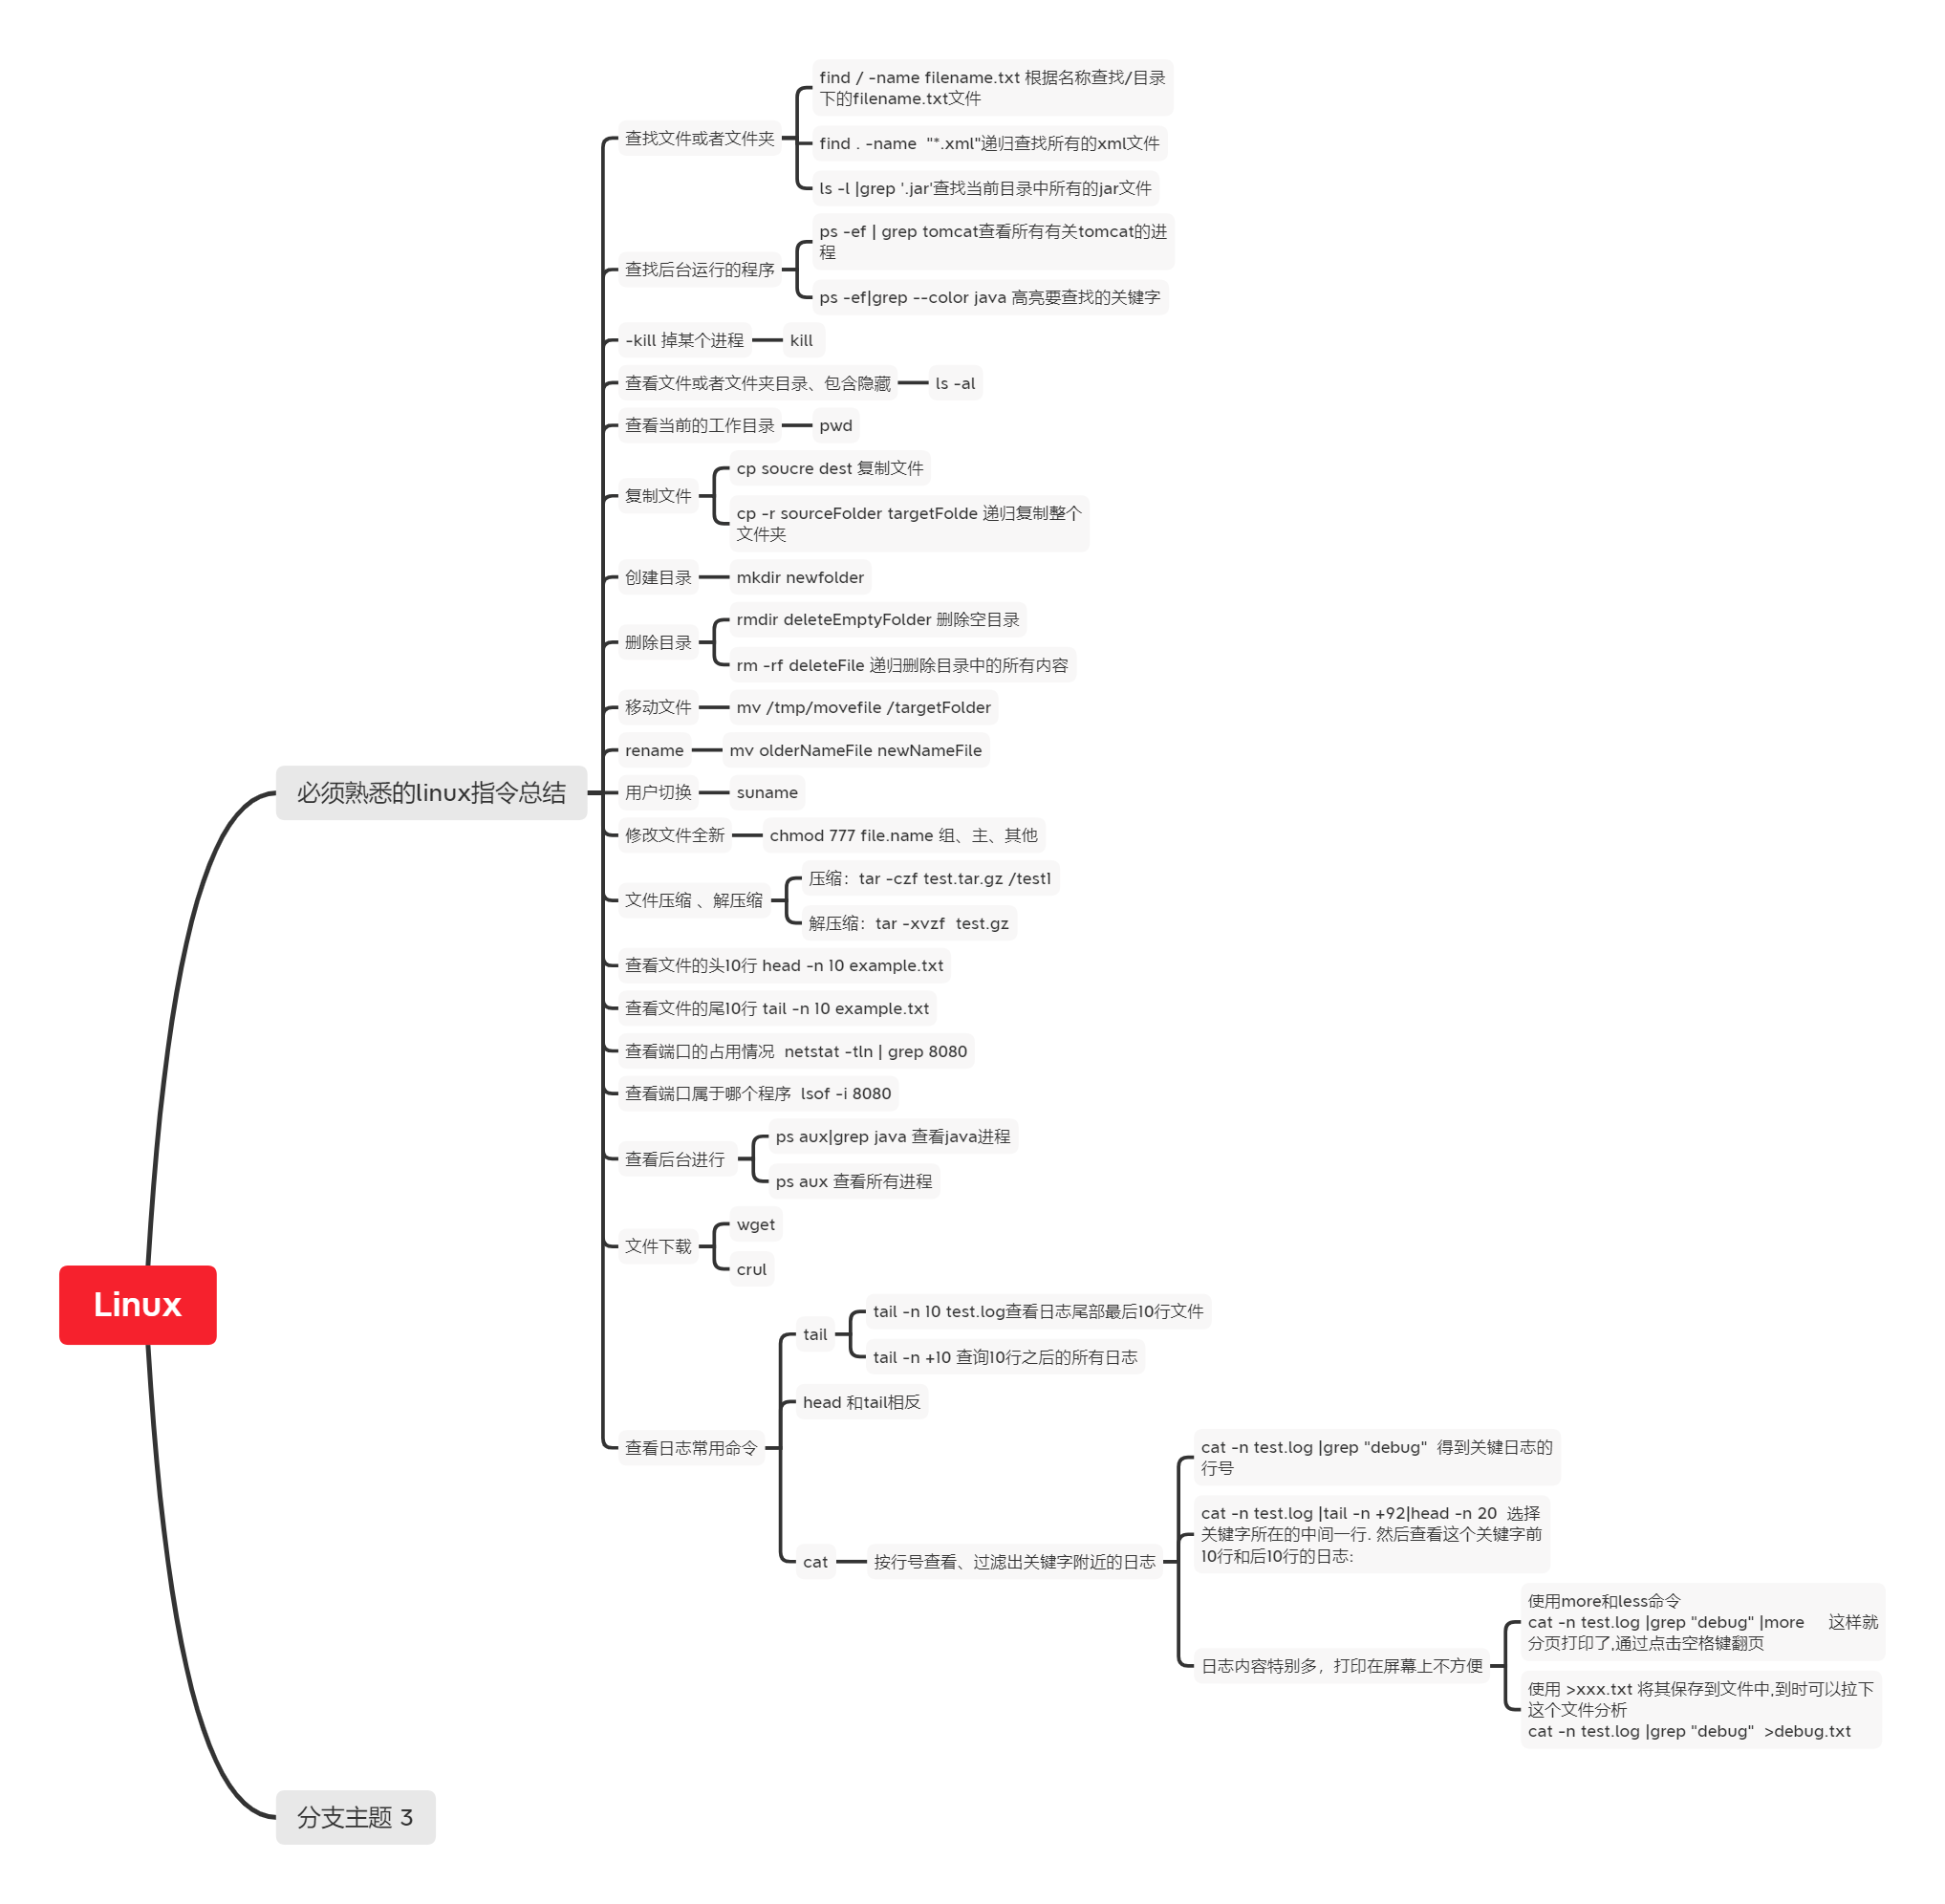 find / -name filename.txt 根据名称查找/目录
下的filename.txt文件
查找文件或者文件夹
find . -name  "*.xml"递归查找所有的xml文件
ls -l |grep '.jar'查找当前目录中所有的jar文件
ps -ef | grep tomcat查看所有有关tomcat的进
程
查找后台运行的程序
ps -ef|grep --color java 高亮要查找的关键字
-kill 掉某个进程
kill
查看文件或者文件夹目录、包含隐藏
ls -al
查看当前的工作目录
pwd
cp soucre dest 复制文件
复制文件
cp -r sourceFolder targetFolde 递归复制整个
文件夹
创建目录
mkdir newfolder
rmdir deleteEmptyFolder 删除空目录
删除目录
rm -rf deleteFile 递归删除目录中的所有内容
移动文件
mv /tmp/movefile /targetFolder
rename
mv olderNameFile newNameFile
必须熟悉的linux指令总结
用户切换
suname
修改文件全新
chmod 777 file.name 组、主、其他
压缩：tar -czf test.tar.gz /test1
文件压缩 、解压缩
解压缩：tar -xvzf  test.gz
查看文件的头10行 head -n 10 example.txt
查看文件的尾10行 tail -n 10 example.txt
查看端口的占用情况  netstat -tln | grep 8080
查看端口属于哪个程序  lsof -i 8080
ps aux|grep java 查看java进程
查看后台进行
ps aux 查看所有进程
wget
文件下载
crul
Linux
tail -n 10 test.log查看日志尾部最后10行文件
tail
tail -n +10 查询10行之后的所有日志
head 和tail相反
查看日志常用命令
cat -n test.log |grep "debug"  得到关键日志的
行号
cat -n test.log |tail -n +92|head -n 20  选择
关键字所在的中间一行. 然后查看这个关键字前
10行和后10行的日志:
cat
按行号查看、过滤出关键字附近的日志
使用more和less命令
cat -n test.log |grep "debug" |more     这样就
分页打印了,通过点击空格键翻页
日志内容特别多，打印在屏幕上不方便
使用 >xxx.txt 将其保存到文件中,到时可以拉下
这个文件分析
cat -n test.log |grep "debug"  >debug.txt
分支主题 3